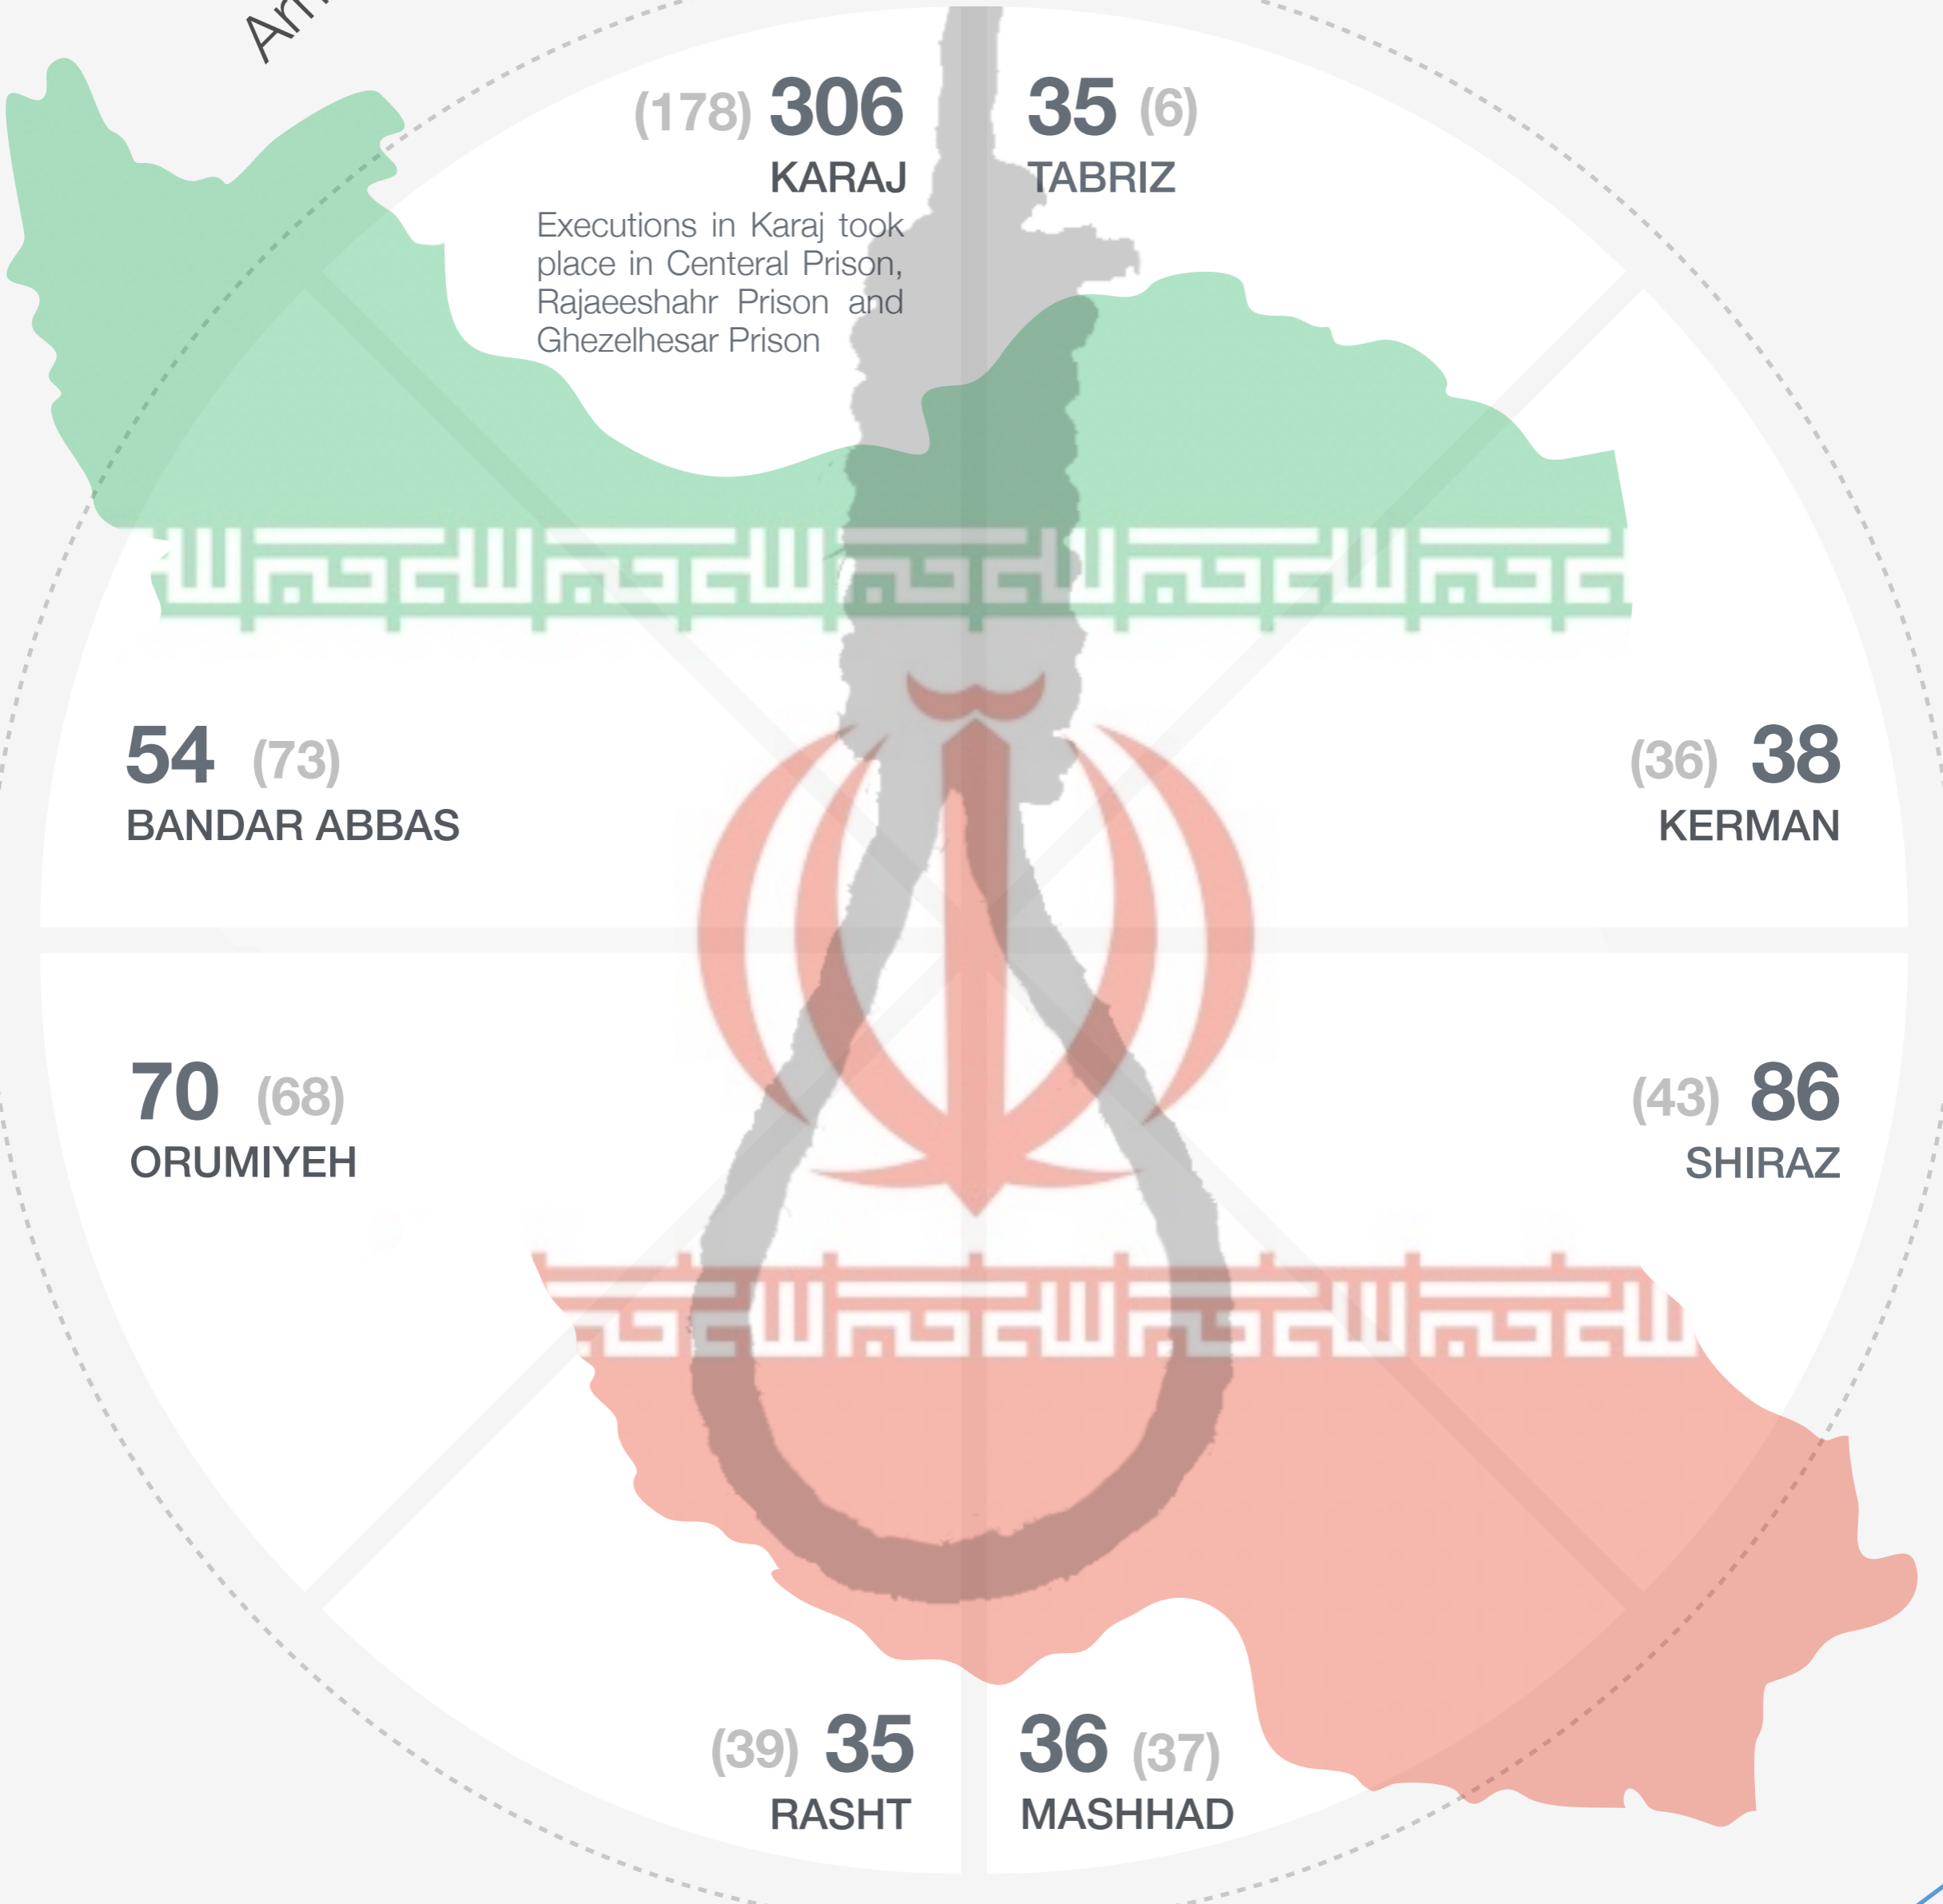 (178) 306
KARAJ
Executions in Karaj took
place in Centeral Prison,
Rajaeeshahr Prison and
Ghezelhesar Prison
35 (6)
TABRIZ
54 (73)
BANDAR ABBAS
(36) 38
KERMAN
70 (68)
ORUMIYEH
(43) 86
SHIRAZ
(39) 35
RASHT
36 (37)
MASHHAD